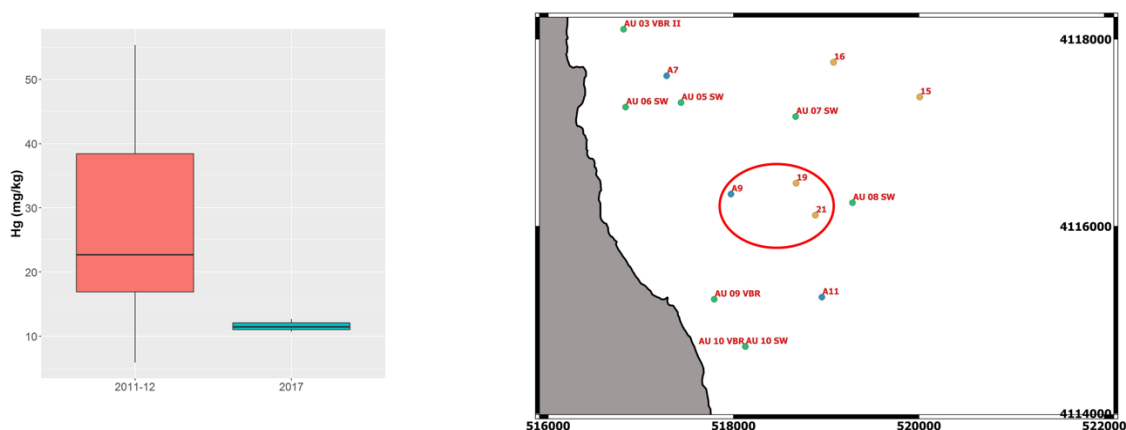 Hg (mg/kg)
50
40
30
20
10
2011-12
2017
AU 03 VBR II
4118000
16
A7
15
AU 06 SW
AU 05 SW
AU 07 SW
19
A9
21
AU 08 SW
4116000
A11
AU 09 VBR
AU 10 VBR
AU 10 SW
4114000
516000
518000
520000
522000